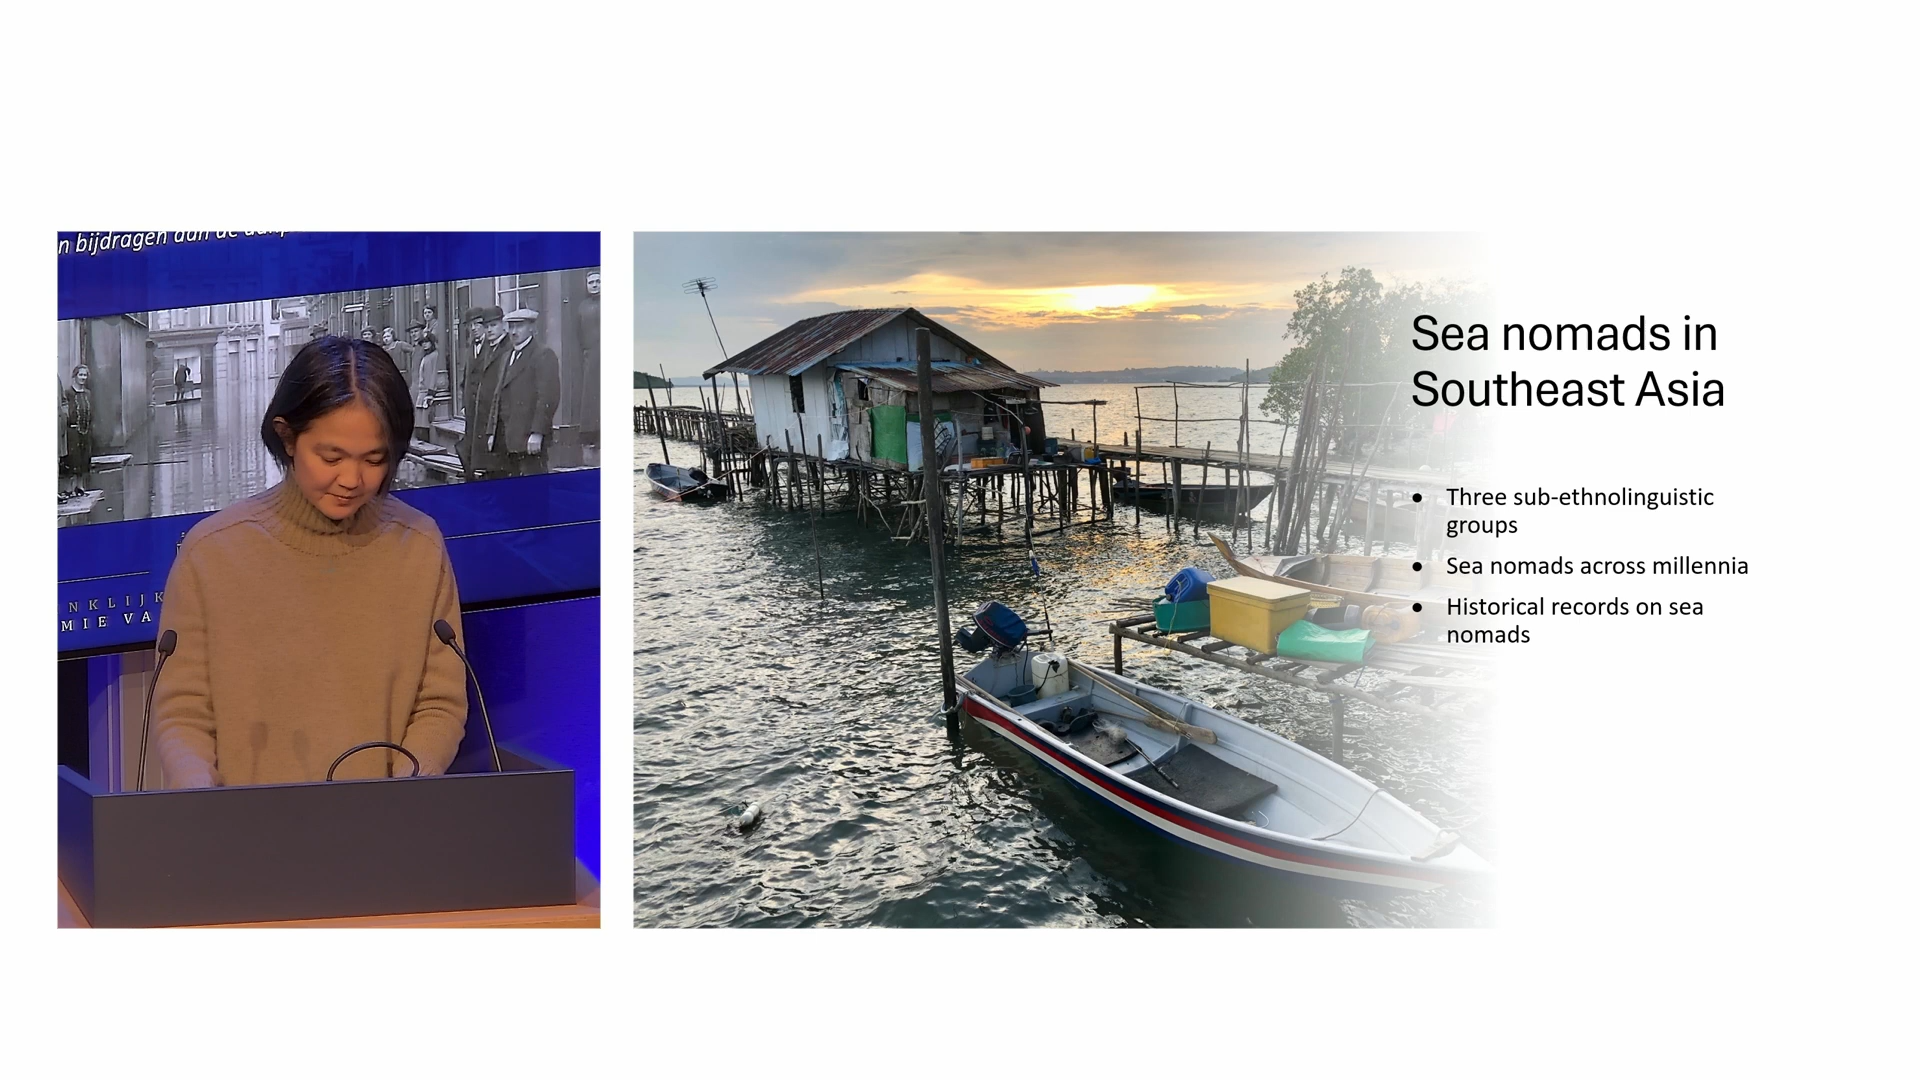 n bijdragen aan de
NKLIJK
MIE VA
Sea nomads in
Southeast Asia
Three sub-ethnolinguistic
groups
Sea nomads across millennia
Historical records on sea
nomads